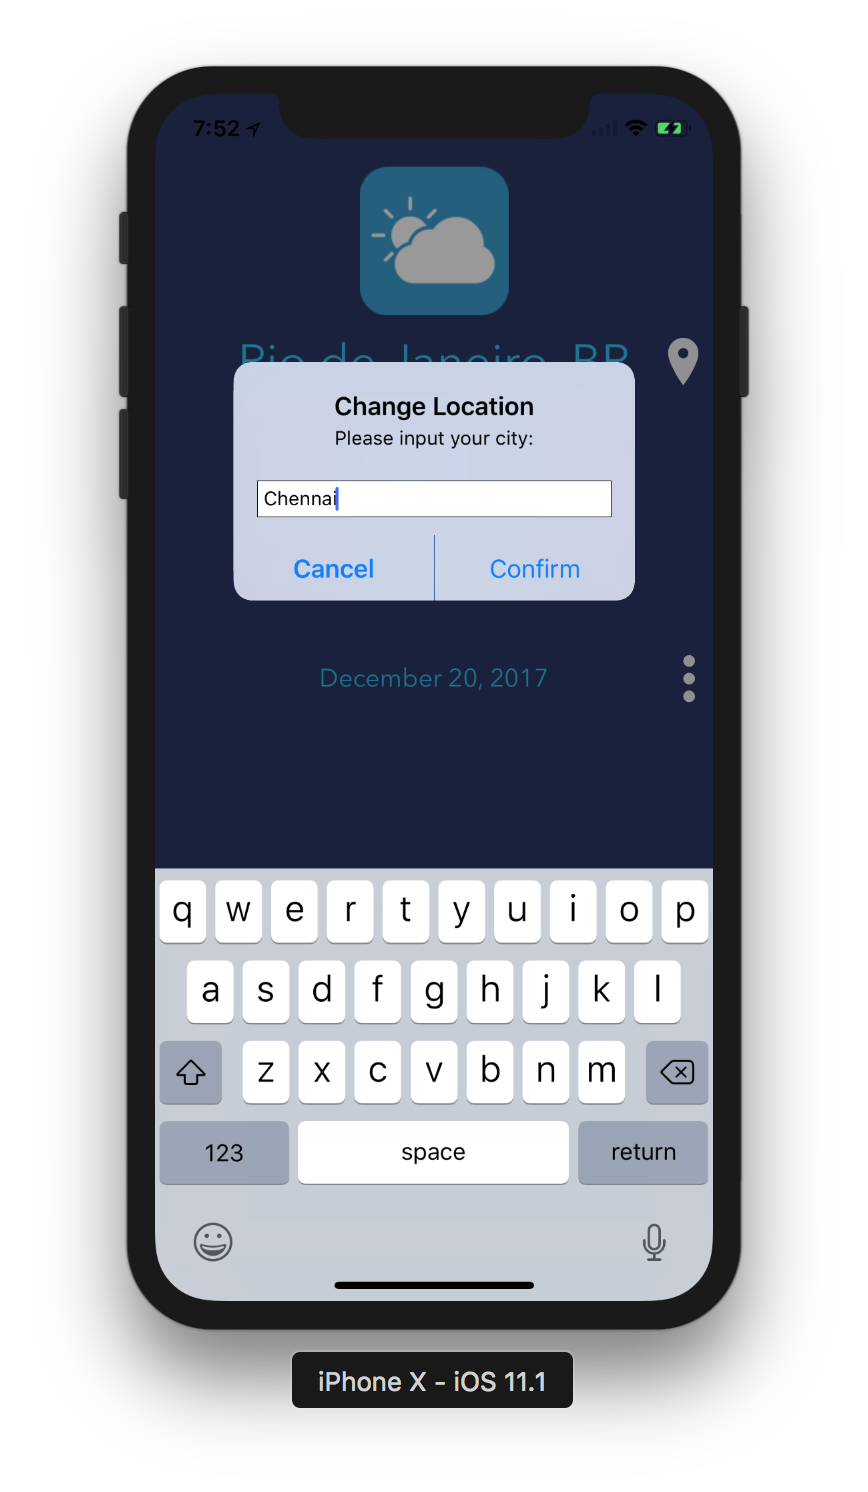 7:52
Rio de Janeiro, BR
Change Location
Please input your city:
Chennai
Cancel
Confirm
December 20, 2017
q w e r t y u i o p
a s d f g h j k l
z x c v b n m
123 space return
iPhone X - iOS 11.1